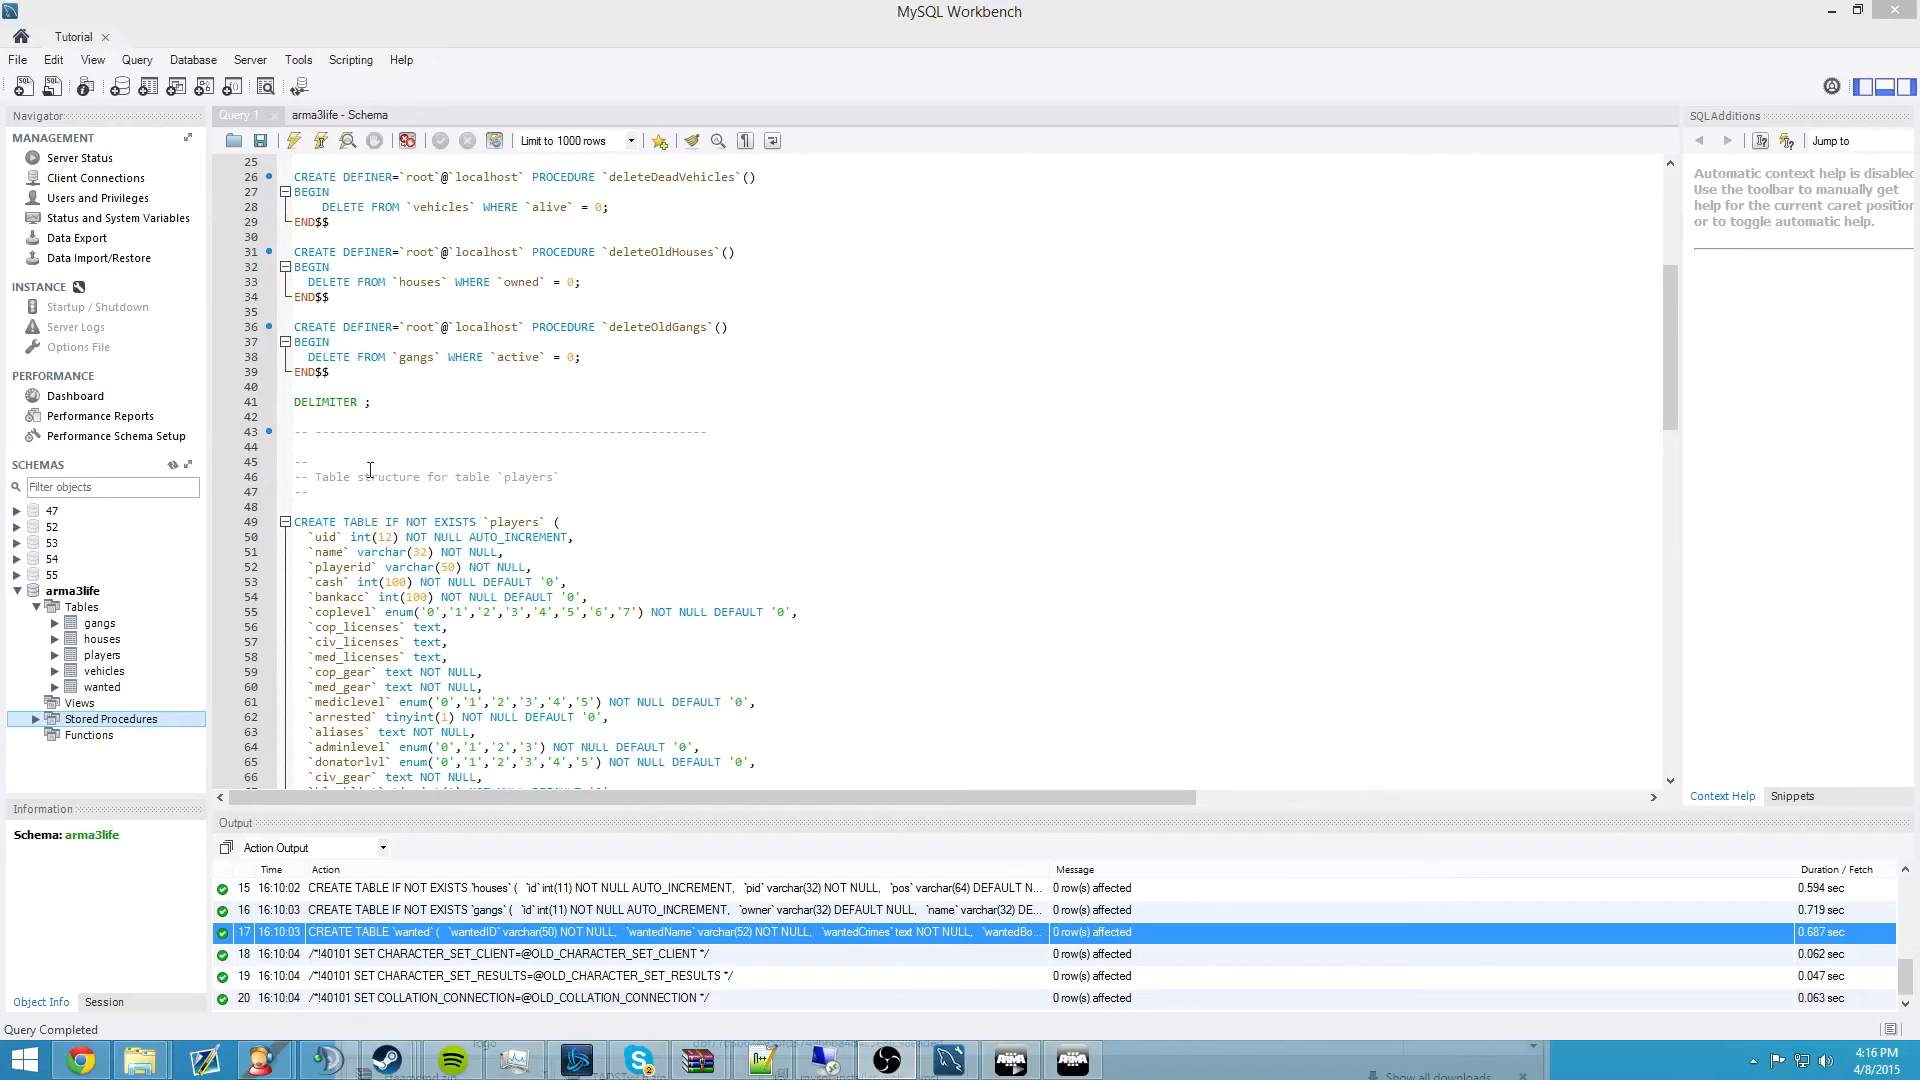 MySQL Workbench
Tutorial
File Edit View Query Database Server Tools Scripting Help
Navigator
MANAGEMENT
Server Status
Client Connections
Users and Privileges
Status and System Variables
Data Export
Data Import/Restore
INSTANCE
Startup / Shutdown
Server Logs
Options File
PERFORMANCE
Dashboard
Performance Reports
Performance Schema Setup
SCHEMAS
Filter objects
47
52
53
54
55
arma3life
Tables
gangs
houses
players
vehicles
wanted
Views
Stored Procedures
Functions
Information
Schema: arma3life
Object Info Session
Query Completed
Query 1 arma3life - Schema
Limit to 1000 rows
25
26 CREATE DEFINER=`root`@`localhost` PROCEDURE `deleteDeadVehicles`()
27 BEGIN
28 DELETE FROM `vehicles` WHERE `alive` = 0;
29 END$$
30
31 CREATE DEFINER=`root`@`localhost` PROCEDURE `deleteOldHouses`()
32 BEGIN
33 DELETE FROM `houses` WHERE `owned` = 0;
34 END$$
35
36 CREATE DEFINER=`root`@`localhost` PROCEDURE `deleteOldGangs`()
37 BEGIN
38 DELETE FROM `gangs` WHERE `active` = 0;
39 END$$
40
41 DELIMITER ;
42
43 -- --------------------------------------------------------
44
45 --
46 -- Table structure for table `players`
47 --
48
49 CREATE TABLE IF NOT EXISTS `players` (
50 `uid` int(12) NOT NULL AUTO_INCREMENT,
51 `name` varchar(32) NOT NULL,
52 `playerid` varchar(50) NOT NULL,
53 `cash` int(100) NOT NULL DEFAULT '0',
54 `bankacc` int(100) NOT NULL DEFAULT '0',
55 `coplevel` enum('0','1','2','3','4','5','6','7') NOT NULL DEFAULT '0',
56 `cop_licenses` text,
57 `civ_licenses` text,
58 `med_licenses` text,
59 `cop_gear` text NOT NULL,
60 `med_gear` text NOT NULL,
61 `mediclevel` enum('0','1','2','3','4','5') NOT NULL DEFAULT '0',
62 `arrested` tinyint(1) NOT NULL DEFAULT '0',
63 `aliases` text NOT NULL,
64 `adminlevel` enum('0','1','2','3') NOT NULL DEFAULT '0',
65 `donatorlvl` enum('0','1','2','3','4','5') NOT NULL DEFAULT '0',
66 `civ_gear` text NOT NULL,
SQLAdditions
Jump to
Automatic context help is disabled
Use the toolbar to manually get
help for the current caret position
or to toggle automatic help.
Context Help Snippets
Output
Action Output
Time Action Message Duration / Fetch
15 16:10:02 CREATE TABLE IF NOT EXISTS `houses` ( `id` int(11) NOT NULL AUTO_INCREMENT, `pid` varchar(32) NOT NULL, `pos` varchar(64) DEFAULT N... 0 row(s) affected 0.594 sec
16 16:10:03 CREATE TABLE IF NOT EXISTS `gangs` ( `id` int(11) NOT NULL AUTO_INCREMENT, `owner` varchar(32) DEFAULT NULL, `name` varchar(32) DE... 0 row(s) affected 0.719 sec
17 16:10:03 CREATE TABLE `wanted` ( `wantedID` varchar(50) NOT NULL, `wantedName` varchar(52) NOT NULL, `wantedCrimes` text NOT NULL, `wantedBo... 0 row(s) affected 0.687 sec
18 16:10:04 /*!40101 SET CHARACTER_SET_CLIENT=@OLD_CHARACTER_SET_CLIENT */ 0 row(s) affected 0.062 sec
19 16:10:04 /*!40101 SET CHARACTER_SET_RESULTS=@OLD_CHARACTER_SET_RESULTS */ 0 row(s) affected 0.047 sec
20 16:10:04 /*!40101 SET COLLATION_CONNECTION=@OLD_COLLATION_CONNECTION */ 0 row(s) affected 0.063 sec
4:16 PM
4/8/2015
Show all downloads